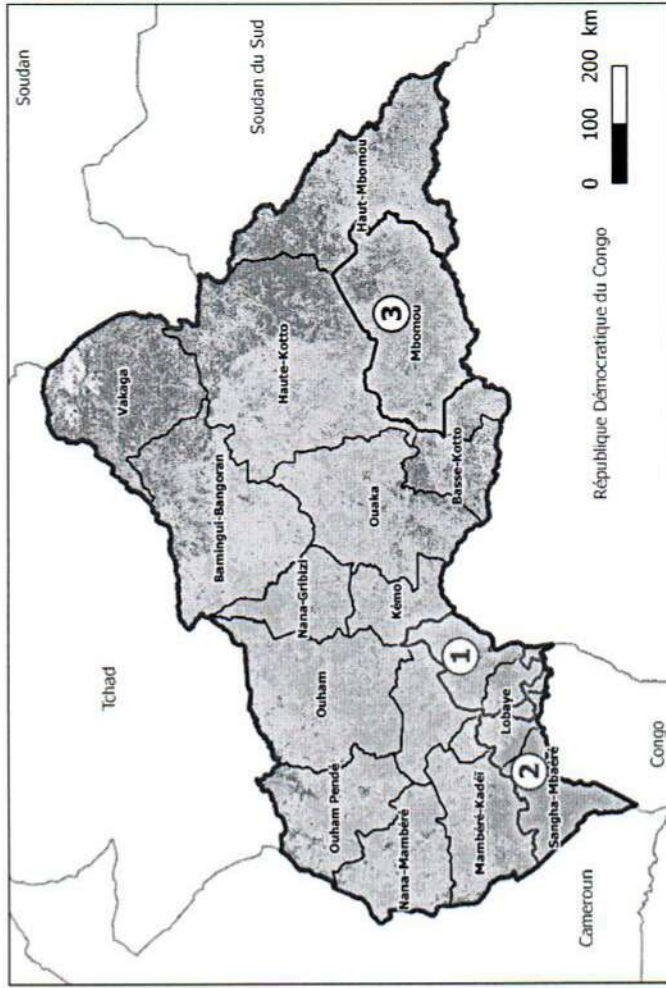 Soudan
Tchad
Soudan du Sud
Vakaga
Bamingui-Bangoran
Haute-Kotto
Haut-Mbomou
Ouham
Nana-Gribizi
Ouaka
Ouham Pendé
Kémo
3
Mbomou
Nana-Mambéré
Basse-Kotto
Mambéré-Kadéï
1
Lobaye
2
Sangha-Mbaéré
Cameroun
Congo
République Démocratique du Congo
0 100 200 km